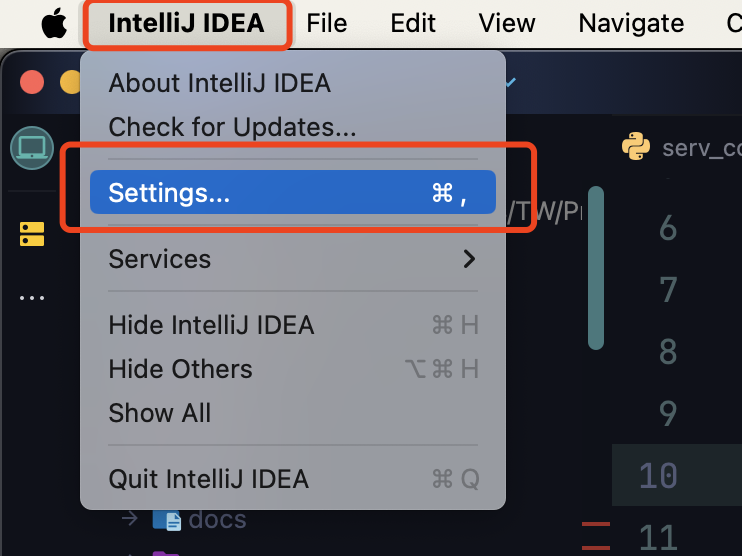 IntelliJ IDEA File Edit View Navigate C
About IntelliJ IDEA
Check for Updates...
serv_co
Settings... ⌘ ,
/TW/Pr
6
Services
7
Hide IntelliJ IDEA ⌘ H
8
Hide Others ⌥ ⌘ H
Show All
9
Quit IntelliJ IDEA ⌘ Q
10
docs
11